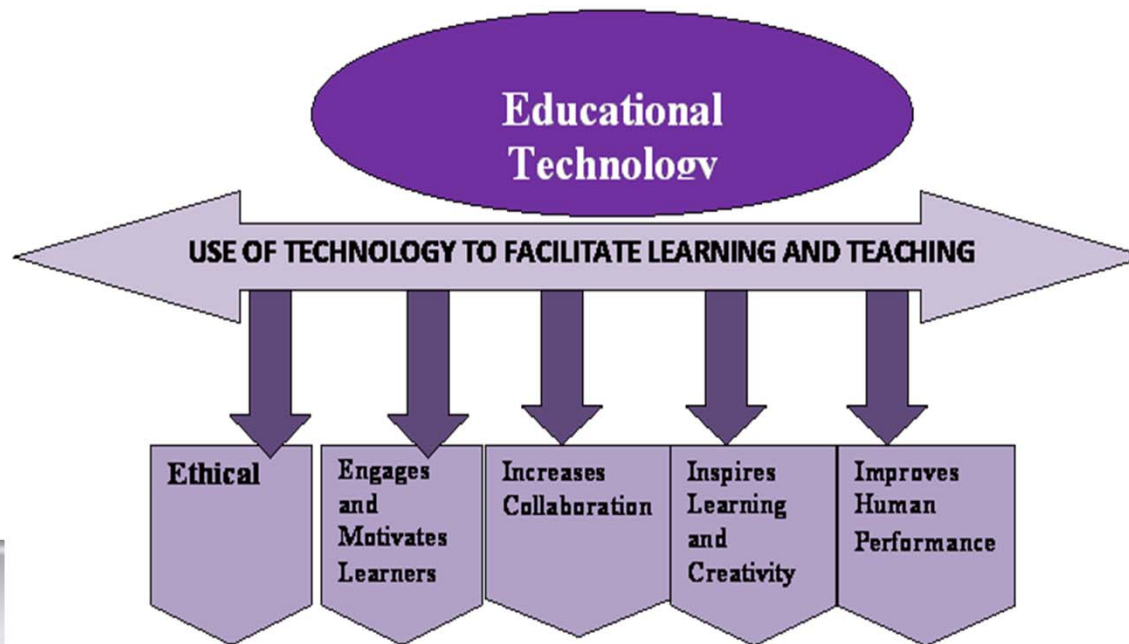 Educational
Technology
USE OF TECHNOLOGY TO FACILITATE LEARNING AND TEACHING
Ethical
Engages
and
Motivates
Learners
Increases
Collaboration
Inspires
Learning
and
Creativity
Improves
Human
Performance